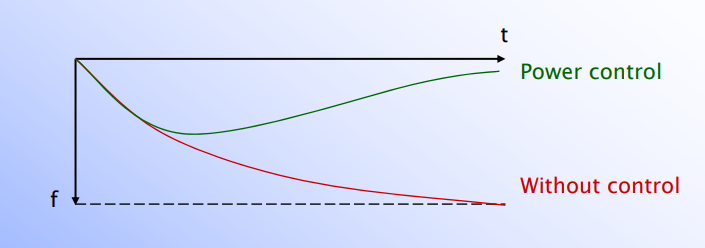 t
Power control
Without control
f